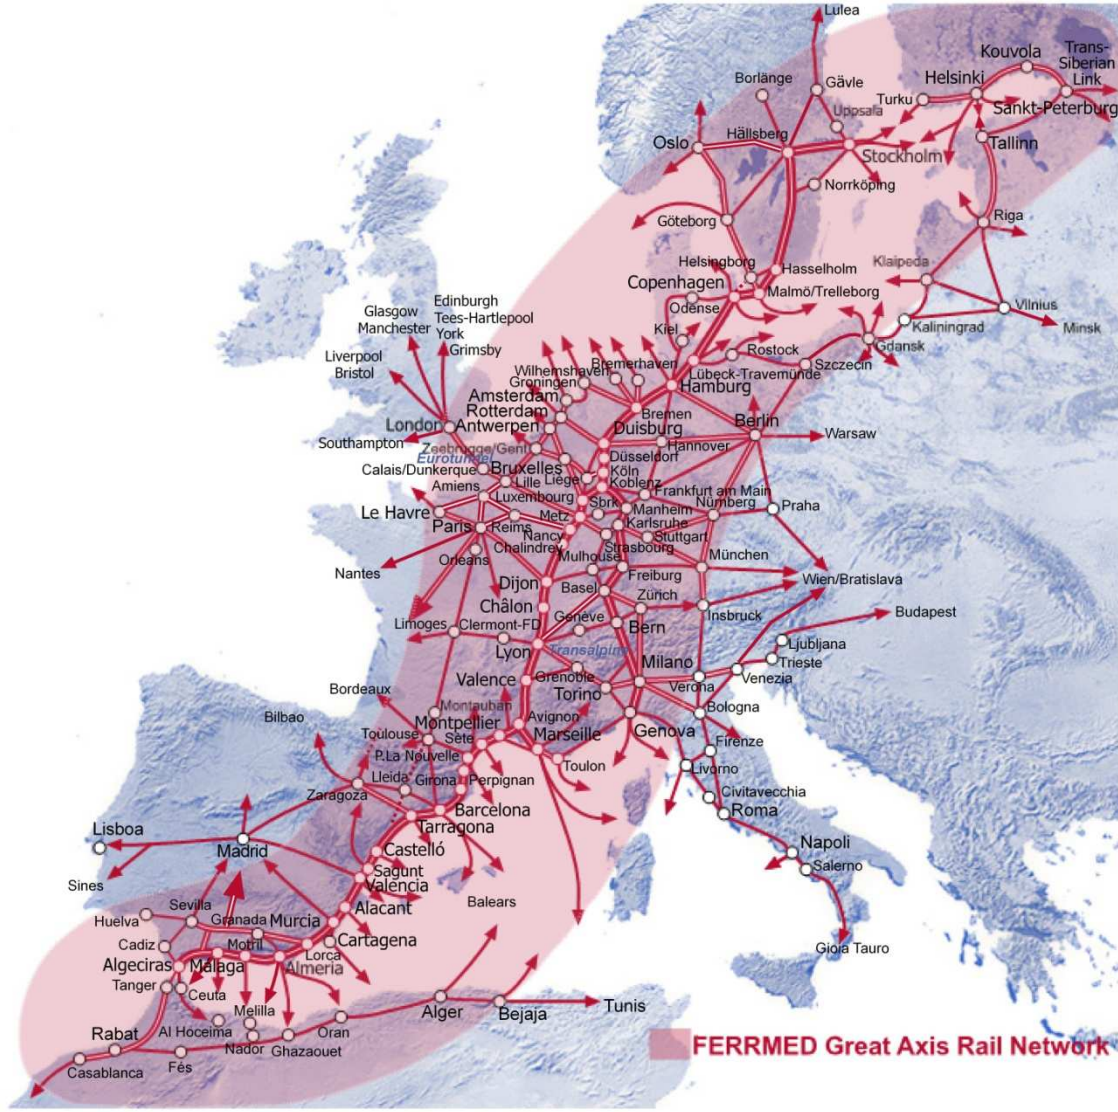 Lulea
Kouvola
Trans-
Siberian
Link
Borlänge
Gävle
Helsinki
Turku
Uppsala
Sankt-Peterburg
Oslo
Hällsberg
Tallinn
Stockholm
Norrköping
Göteborg
Riga
Helsingborg
Hasselholm
Klaipeda
Copenhagen
Malmö/Trelleborg
Odense
Edinburgh
Glasgow
Tees-Hartlepool
Manchester
York
Grimsby
Kiel
Kaliningrad
Vilnius
Minsk
Gdansk
Liverpool
Bristol
Bremerhaven
Rostock
Wilhemshaven
Lübeck-Travemünde
Szczecin
Groningen
Hamburg
Amsterdam
Rotterdam
Bremen
London
Antwerpen
Duisburg
Berlin
Warsaw
Southampton
Zeebrugge/Gent
Hannover
Eurotunnel
Düsseldorf
Calais/Dunkerque
Bruxelles
Köln
Lille
Liège
Koblenz
Amiens
Luxembourg
Frankfurt am Main
Sbrk
Nürnberg
Le Havre
Manheim
Praha
Metz
Karlsruhe
Paris
Reims
Nancy
Stuttgart
Chalindrey
Strasbourg
Orleans
Mulhouse
München
Nantes
Freiburg
Wien/Bratislava
Dijon
Basel
Zürich
Châlon
Genève
Insbruck
Budapest
Limoges
Clermont-FD
Bern
Lyon
Transalpine
Ljubljana
Milano
Trieste
Valence
Grenoble
Torino
Verona
Venezia
Bordeaux
Montauban
Bologna
Bilbao
Montpellier
Avignon
Toulouse
Sète
Marseille
Genova
Firenze
P.La Nouvelle
Toulon
Livorno
Lleida
Girona
Perpignan
Zaragoza
Civitavecchia
Barcelona
Roma
Tarragona
Lisboa
Madrid
Castelló
Napoli
Sagunt
Salerno
Sines
València
Balears
Sevilla
Alacant
Huelva
Granada
Murcia
Cartagena
Cadiz
Motril
Lorca
Gioia Tauro
Algeciras
Málaga
Almeria
Tanger
Ceuta
Melilla
Alger
Bejaja
Tunis
Rabat
Al Hoceima
Oran
Nador
Ghazaouet
FERRMED Great Axis Rail Network
Casablanca
Fés